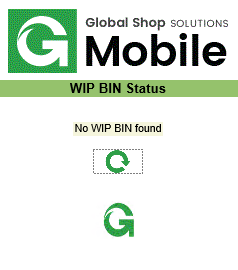 Global Shop SOLUTIONS
Mobile
WIP BIN Status
No WIP BIN found